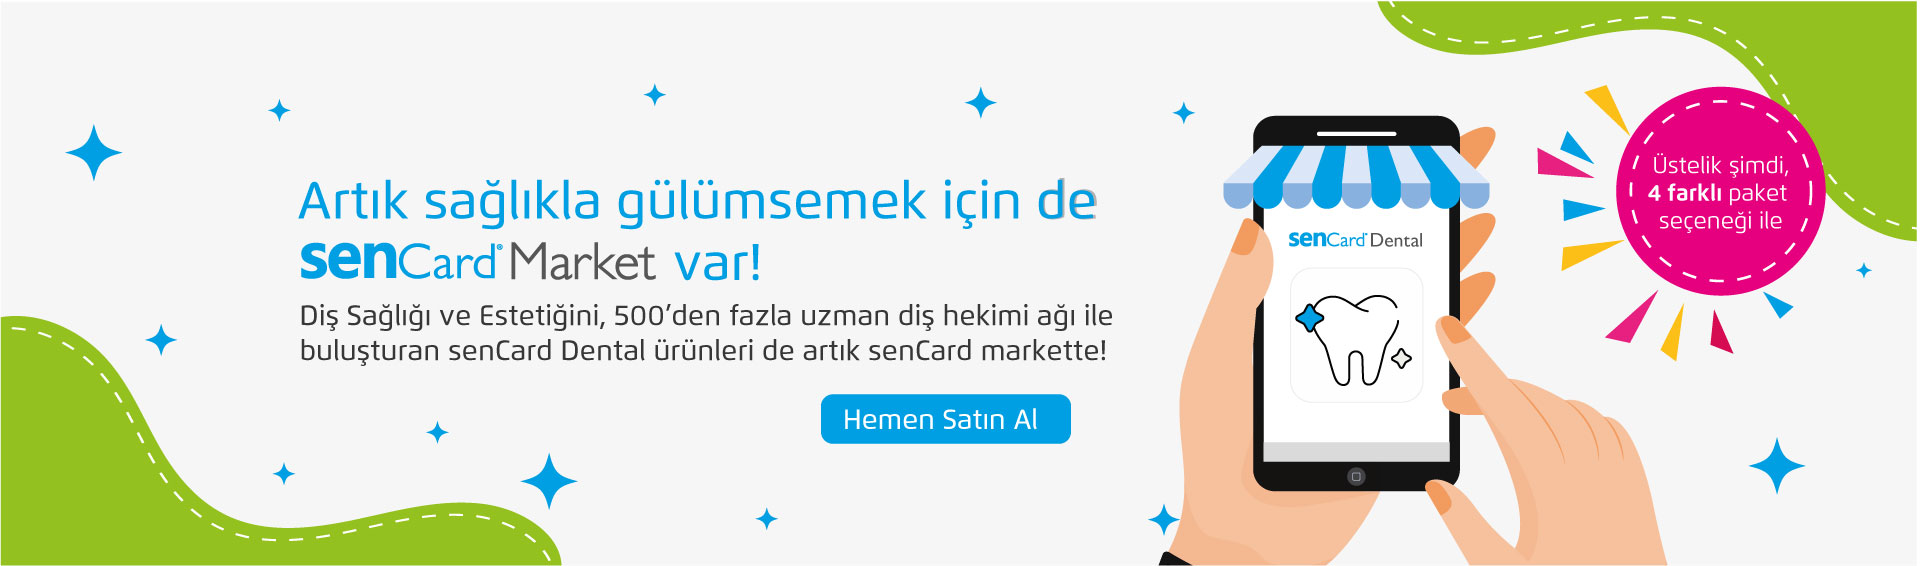 Artık sağlıkla gülümsemek için de
senCard® Market var!
Diş Sağlığı ve Estetiğini, 500’den fazla uzman diş hekimi ağı ile
buluşturan senCard Dental ürünleri de artık senCard markette!
Hemen Satın Al
senCard® Dental
Üstelik şimdi,
4 farklı paket
seçeneği ile